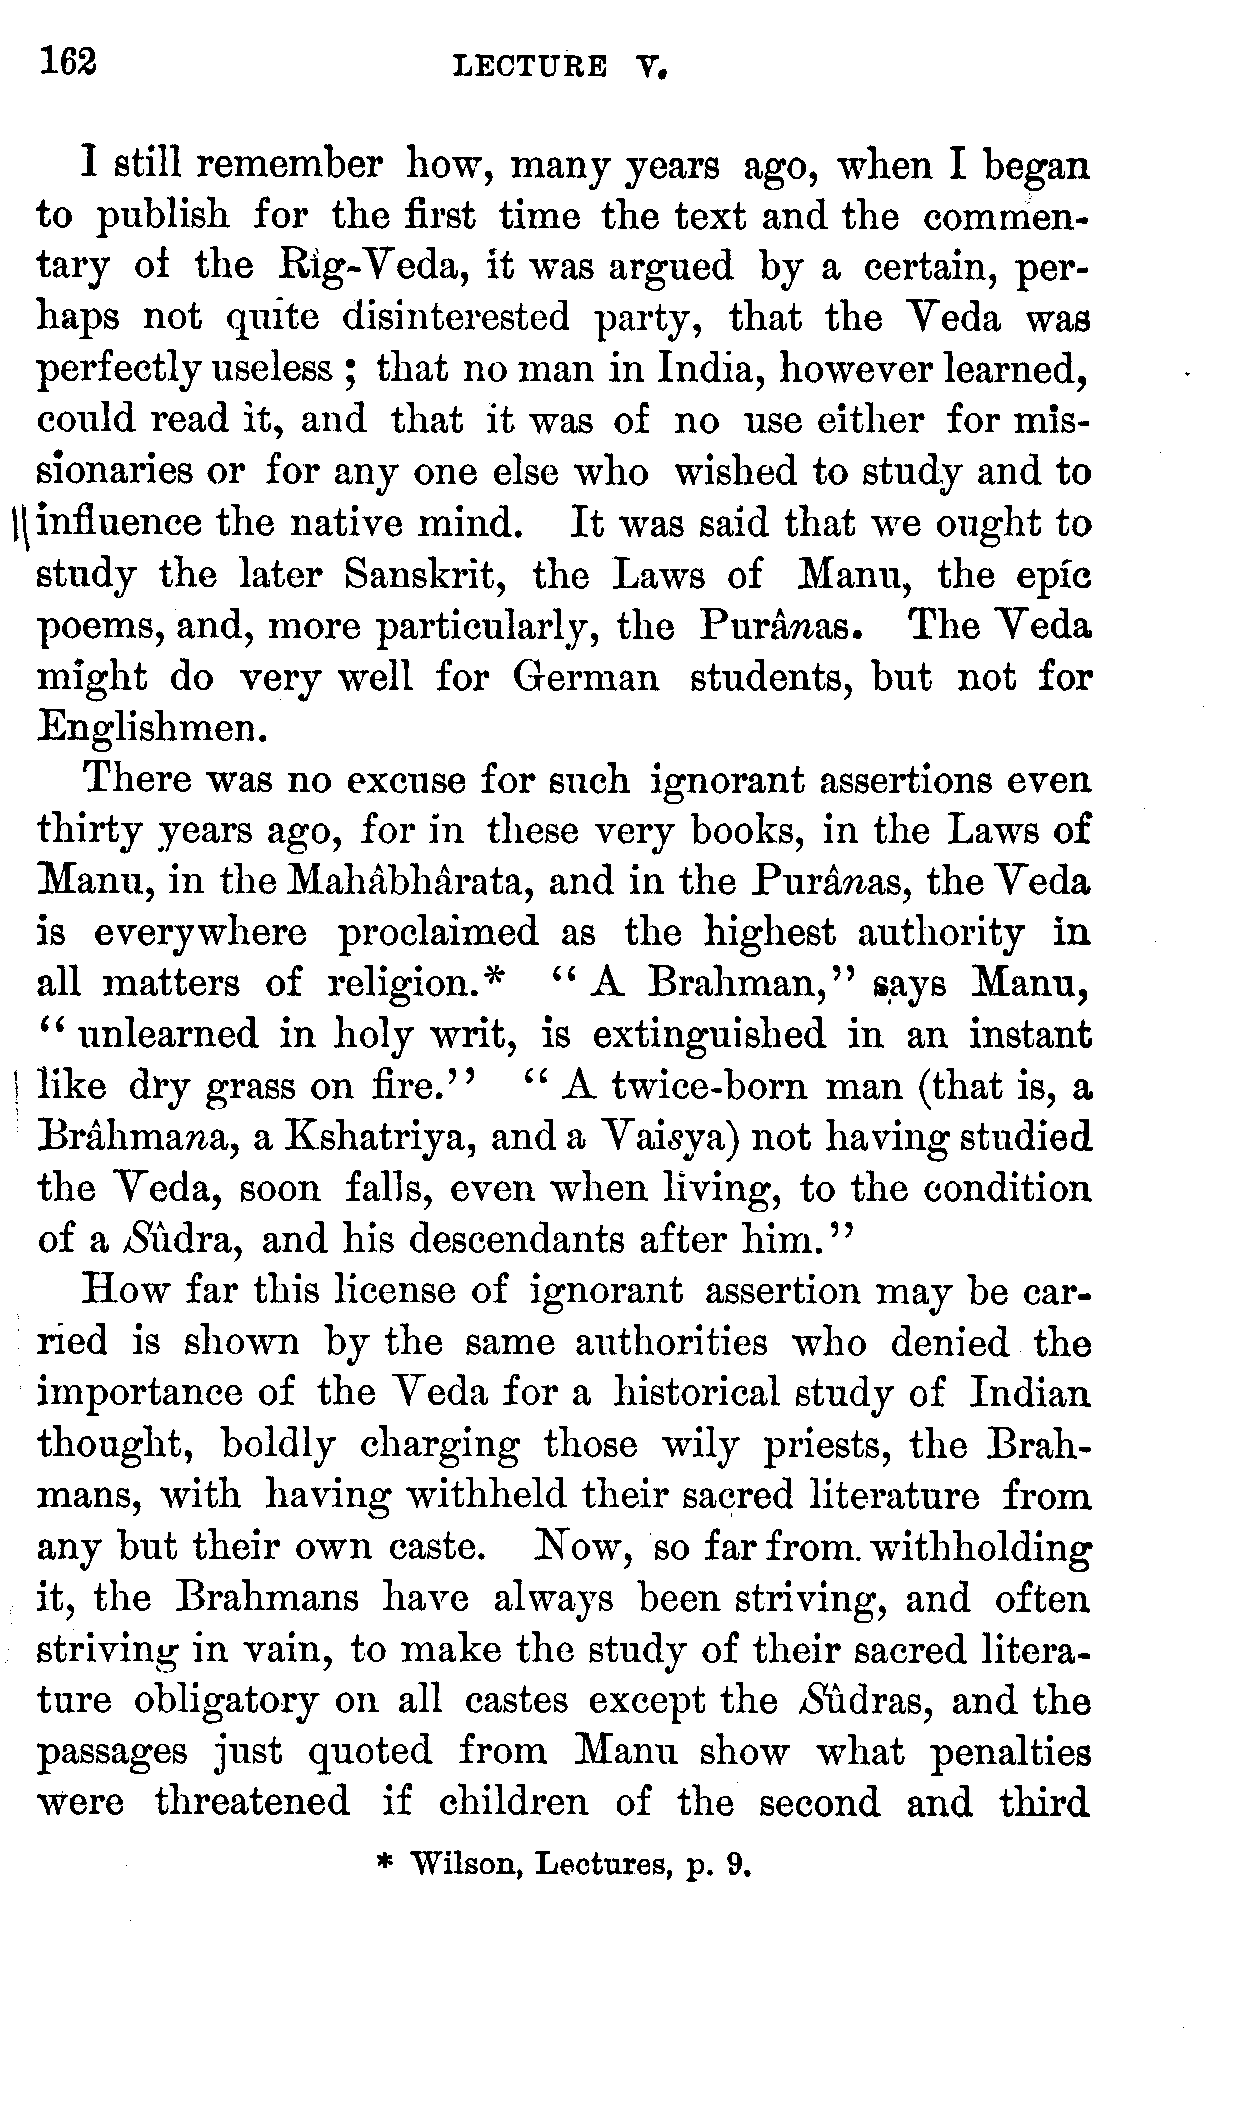 162 LECTURE V.
I still remember how, many years ago, when I began
to publish for the first time the text and the commen-
tary of the Rig-Veda, it was argued by a certain, per-
haps not quite disinterested party, that the Veda was
perfectly useless ; that no man in India, however learned,
could read it, and that it was of no use either for mis-
sionaries or for any one else who wished to study and to
influence the native mind. It was said that we ought to
study the later Sanskrit, the Laws of Manu, the epic
poems, and, more particularly, the Purânas. The Veda
might do very well for German students, but not for
Englishmen.
There was no excuse for such ignorant assertions even
thirty years ago, for in these very books, in the Laws of
Manu, in the Mahâbhârata, and in the Purânas, the Veda
is everywhere proclaimed as the highest authority in
all matters of religion.* “ A Brahman,” says Manu,
“ unlearned in holy writ, is extinguished in an instant
like dry grass on fire.” “ A twice-born man (that is, a
Brâhmana, a Kshatriya, and a Vaisya) not having studied
the Veda, soon falls, even when living, to the condition
of a Sûdra, and his descendants after him.”
How far this license of ignorant assertion may be car-
ried is shown by the same authorities who denied the
importance of the Veda for a historical study of Indian
thought, boldly charging those wily priests, the Brah-
mans, with having withheld their sacred literature from
any but their own caste. Now, so far from withholding
it, the Brahmans have always been striving, and often
striving in vain, to make the study of their sacred litera-
ture obligatory on all castes except the Sûdras, and the
passages just quoted from Manu show what penalties
were threatened if children of the second and third
* Wilson, Lectures, p. 9.